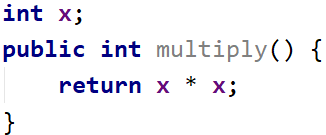 int x;
public int multiply() {
    return x * x;
}